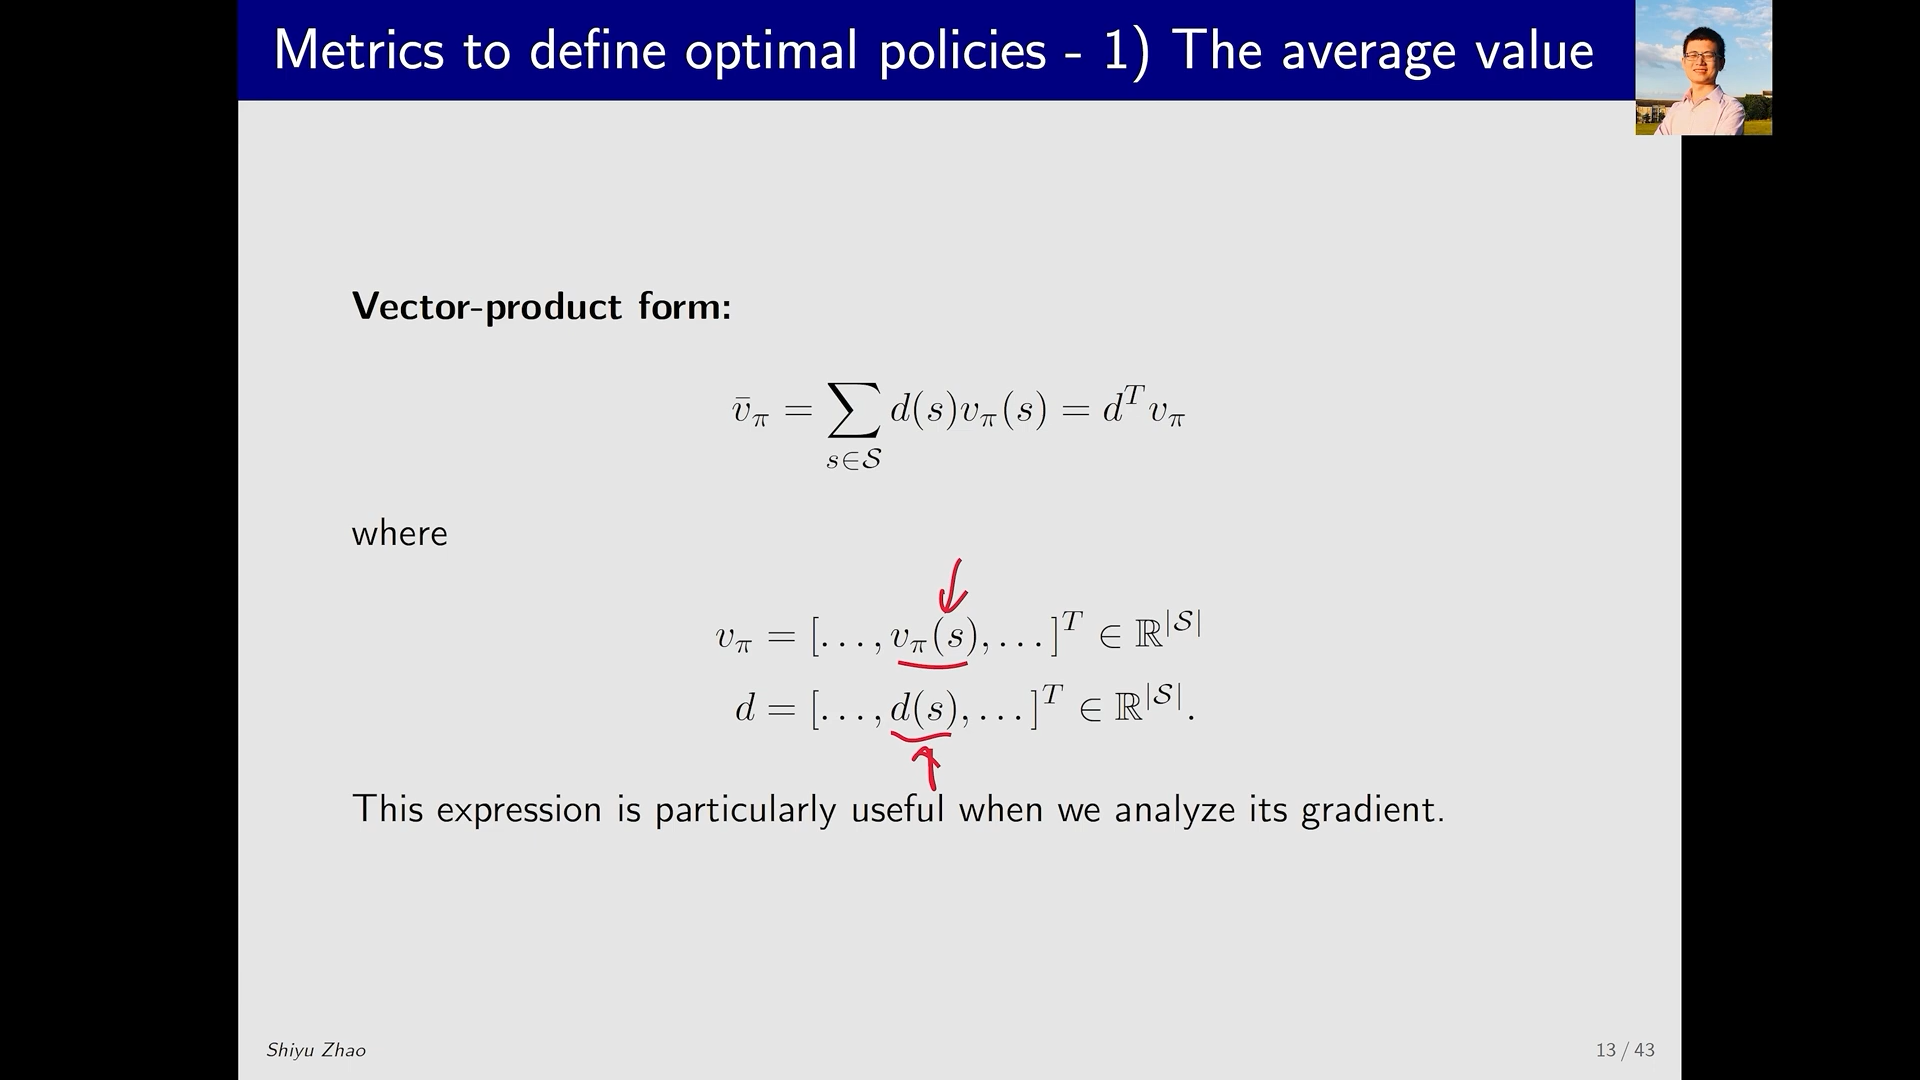 Metrics to define optimal policies - 1) The average value
Vector-product form:
v̄_π = ∑_{s∈𝒮} d(s)v_π(s) = d^T v_π
where
v_π = [..., v_π(s), ...]^T ∈ ℝ^{|𝒮|}
d = [..., d(s), ...]^T ∈ ℝ^{|𝒮|}.
This expression is particularly useful when we analyze its gradient.
Shiyu Zhao
13 / 43